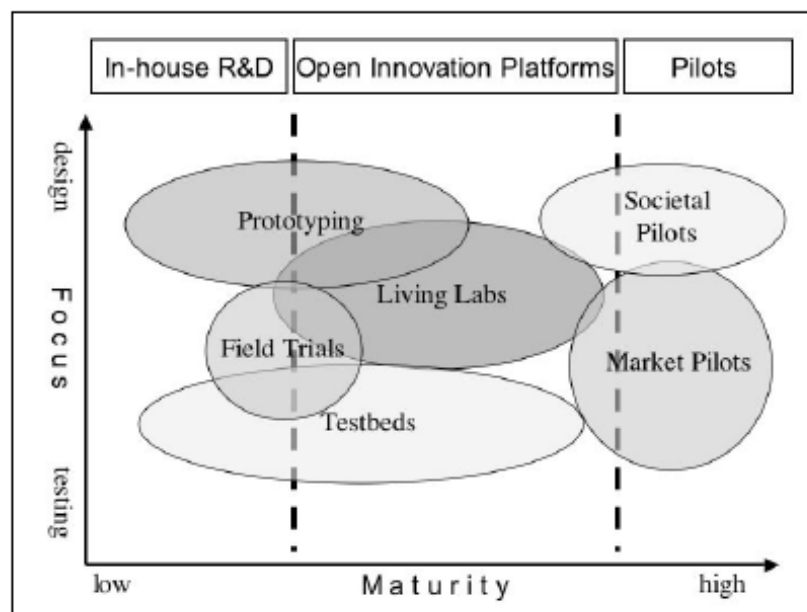 In-house R&D
Open Innovation Platforms
Pilots
design
Focus
testing
Prototyping
Societal
Pilots
Living Labs
Field Trials
Market Pilots
Testbeds
low
Maturity
high